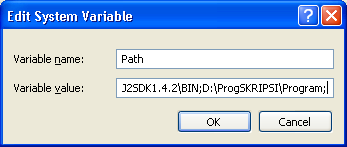 Edit System Variable
Variable name: Path
Variable value: J2SDK1.4.2\BIN;D:\ProgSKRIPSI\Program;
OK Cancel